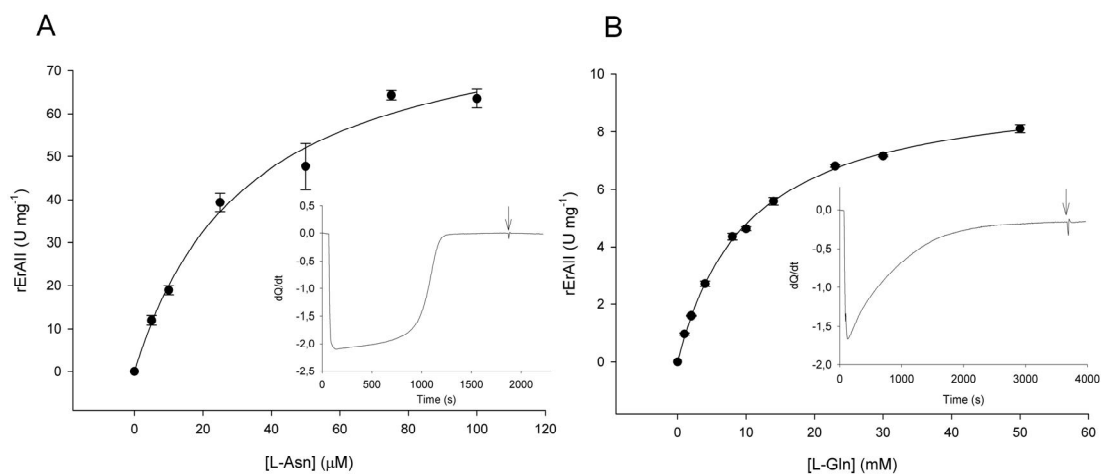 A
70
60
50
40
30
20
10
0
rErAII (U mg⁻¹)
0 20 40 60 80 100 120
[L-Asn] (µM)
0,5
0,0
-0,5
-1,0
-1,5
-2,0
-2,5
dQ/dt
0 500 1000 2000
Time (s)
B
10
8
6
4
2
0
rErAII (U mg⁻¹)
0 10 20 30 40 50 60
[L-Gln] (mM)
0,0
-0,5
-1,0
-1,5
-2,0
dQ/dt
0 1000 2000 3000 4000
Time (s)